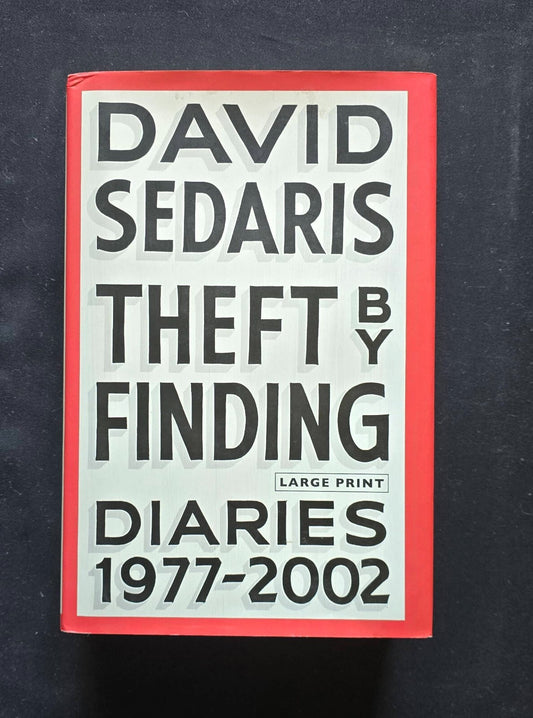 DAVID
SEDARIS
THEFT BY
FINDING
LARGE PRINT
DIARIES
1977-2002